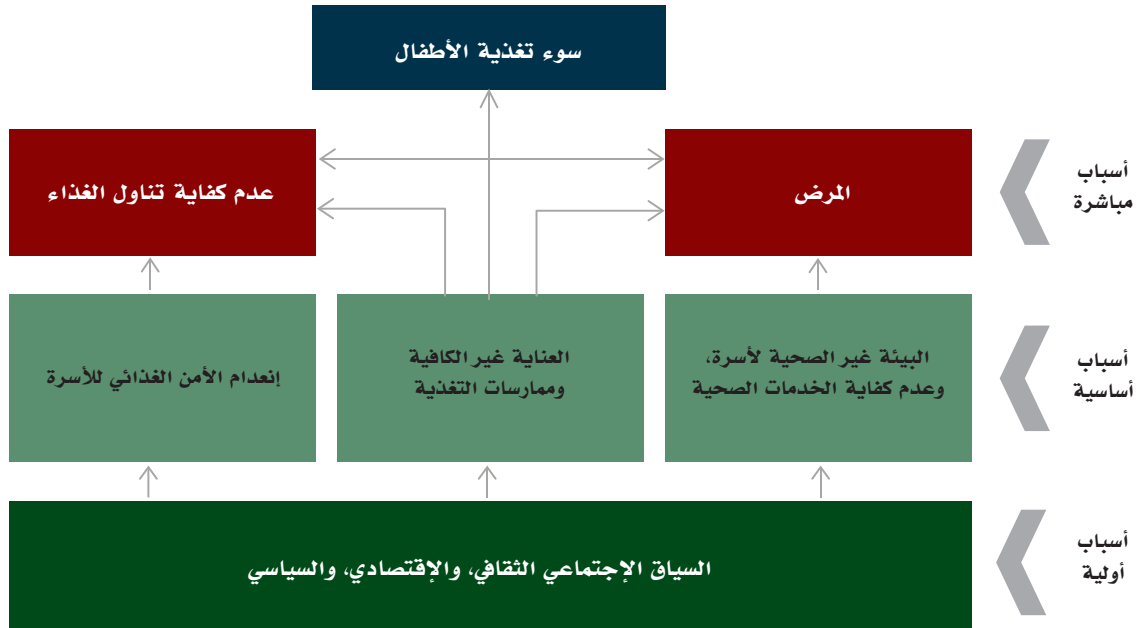 سوء تغذية الأطفال
أسباب
مباشرة
المرض
عدم كفاية تناول الغذاء
أسباب
أساسية
البيئة غير الصحية لأسرة،
وعدم كفاية الخدمات الصحية
العناية غير الكافية
وممارسات التغذية
إنعدام الأمن الغذائي للأسرة
أسباب
أولية
السياق الإجتماعي الثقافي، والإقتصادي، والسياسي